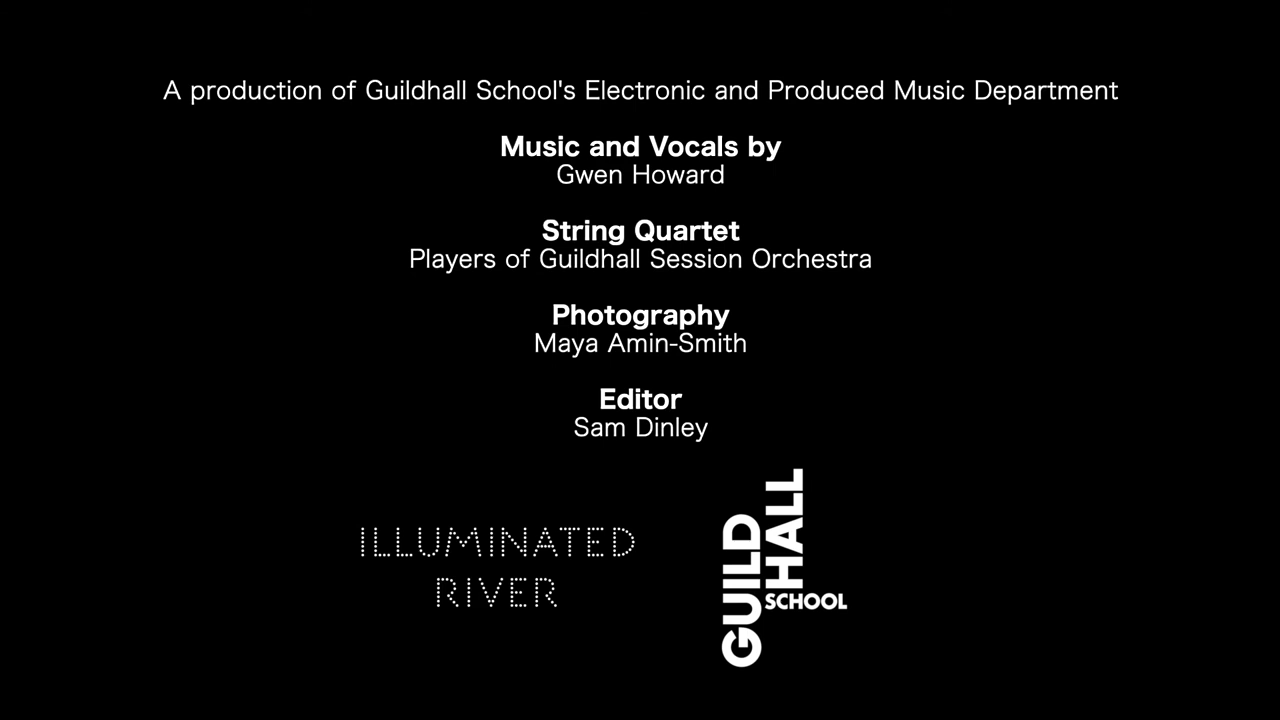 A production of Guildhall School's Electronic and Produced Music Department
Music and Vocals by
Gwen Howard
String Quartet
Players of Guildhall Session Orchestra
Photography
Maya Amin-Smith
Editor
Sam Dinley
ILLUMINATED
RIVER
GUILD
HALL
SCHOOL